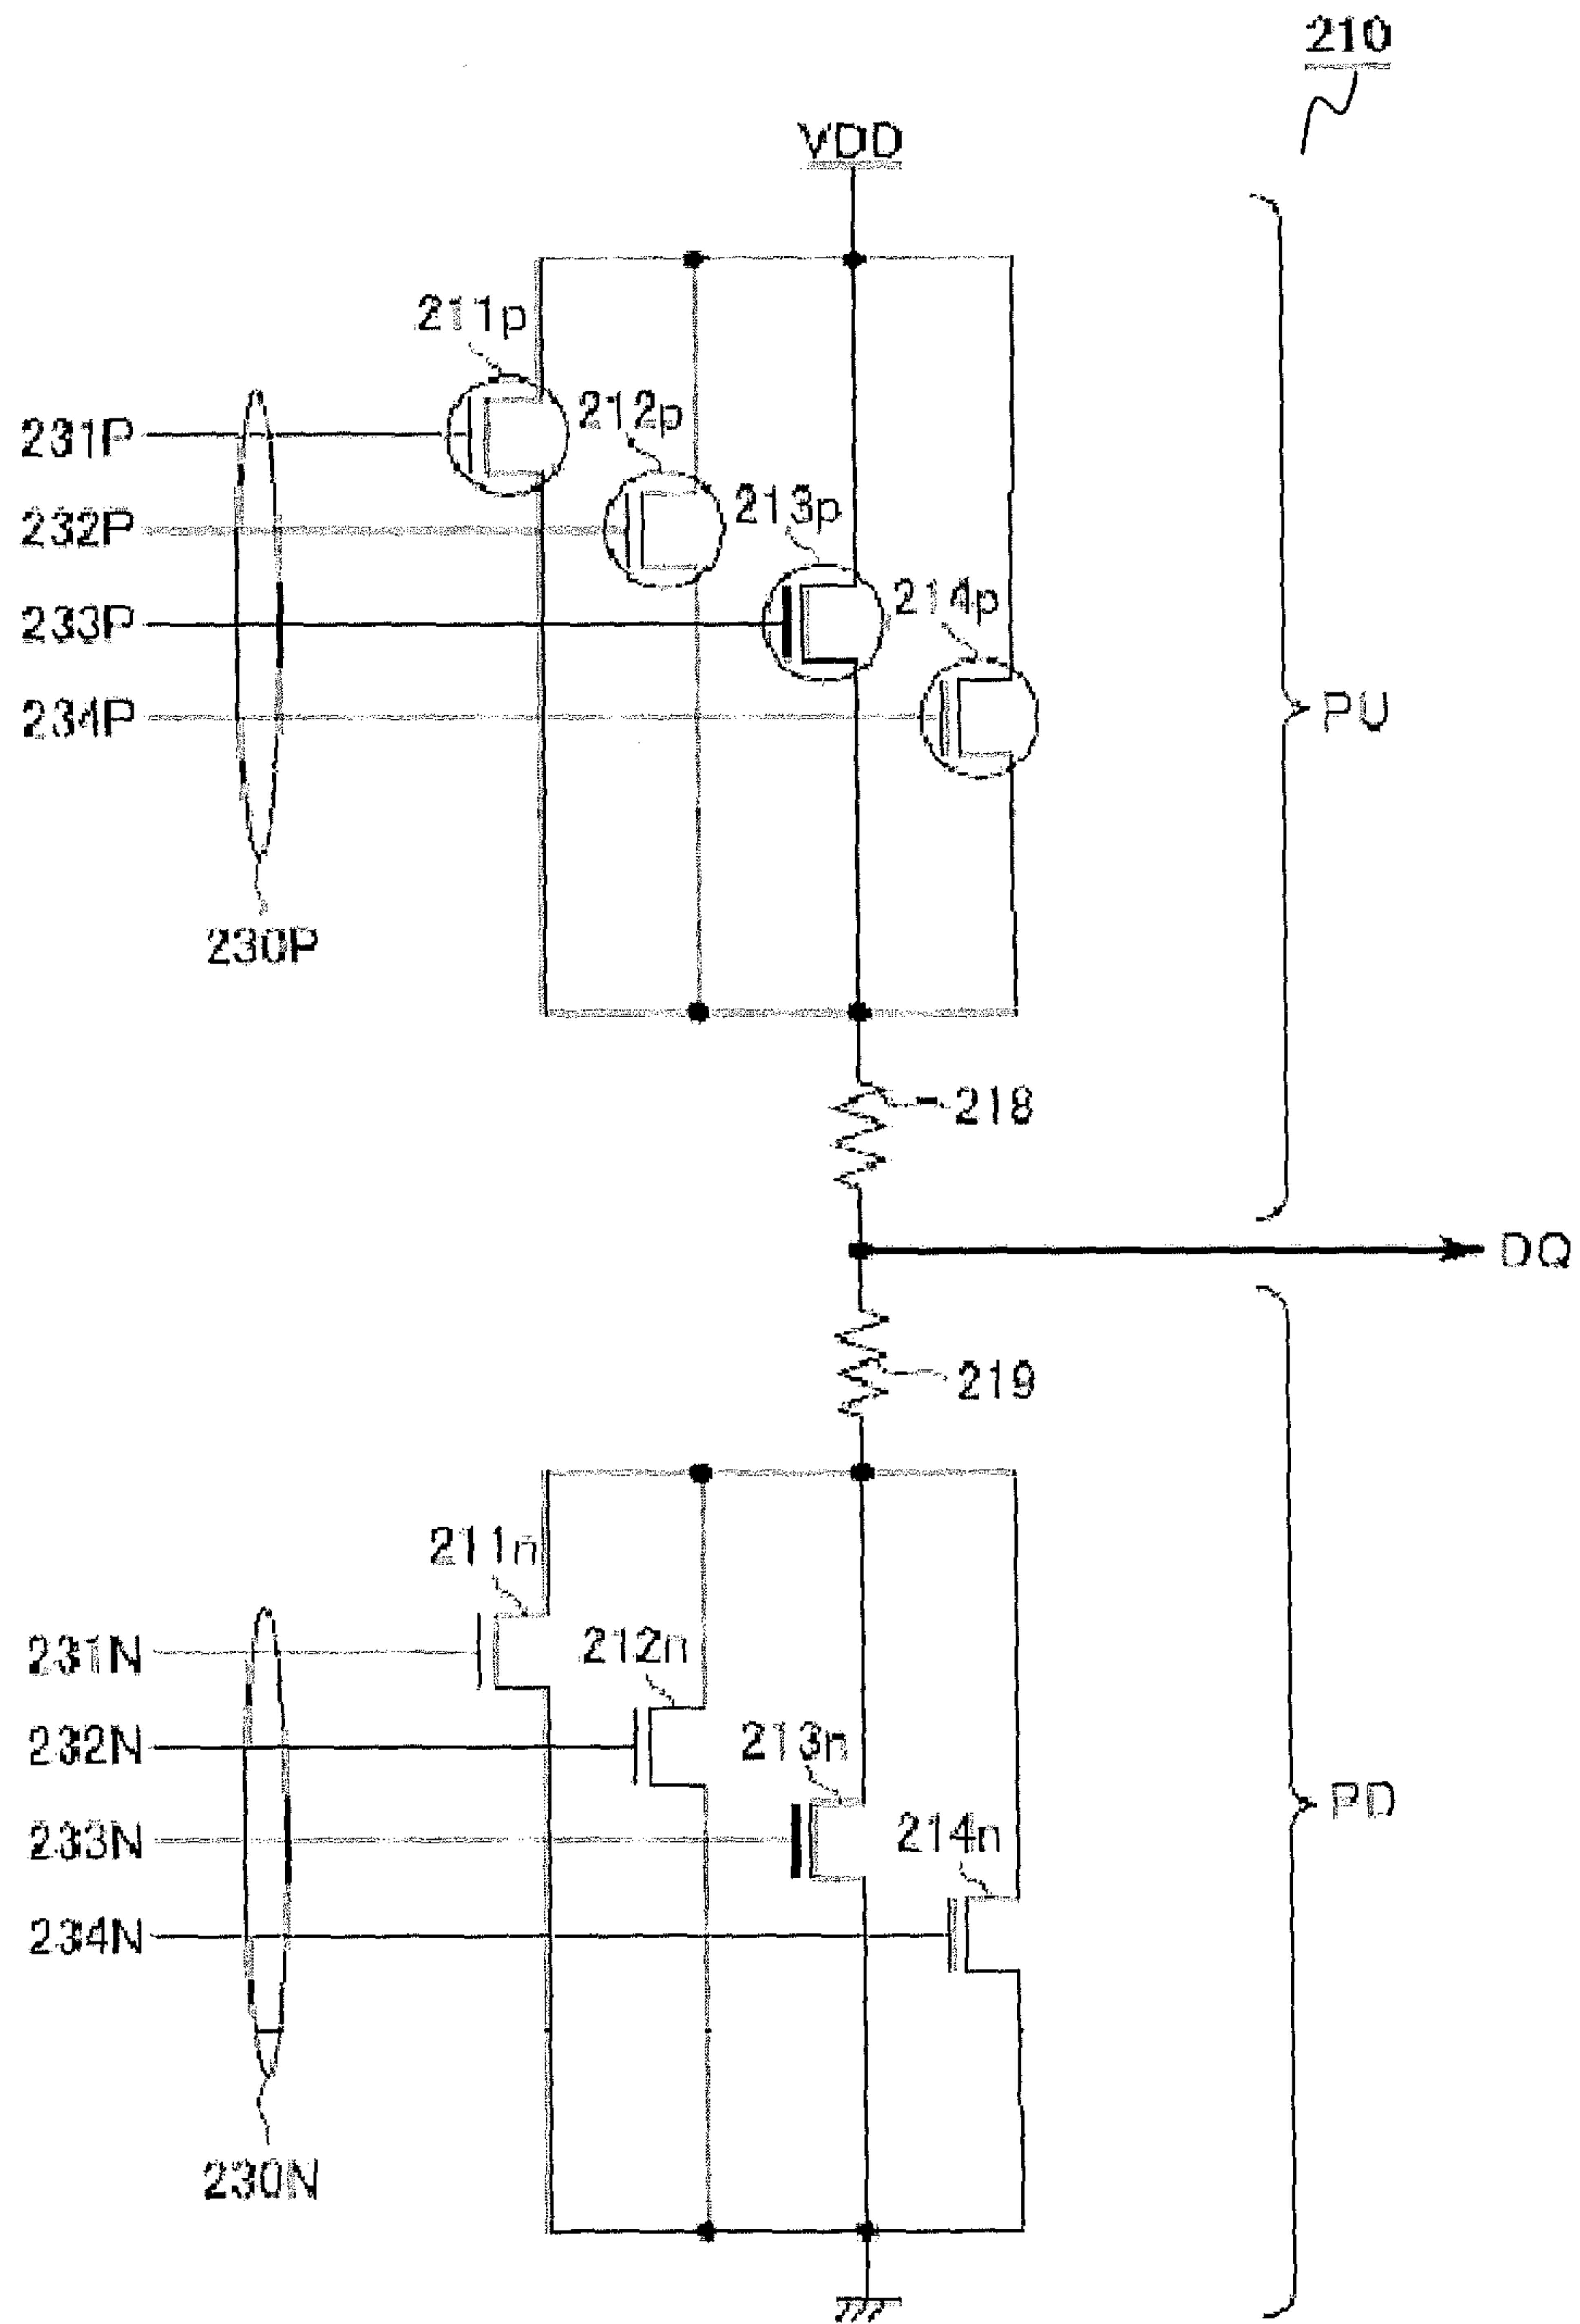 210
VDD
211p
231P
212p
232P
213p
233P
214p
234P
PU
230P
218
DQ
219
211n
231N
212n
232N
213n
233N
214n
234N
PD
230N